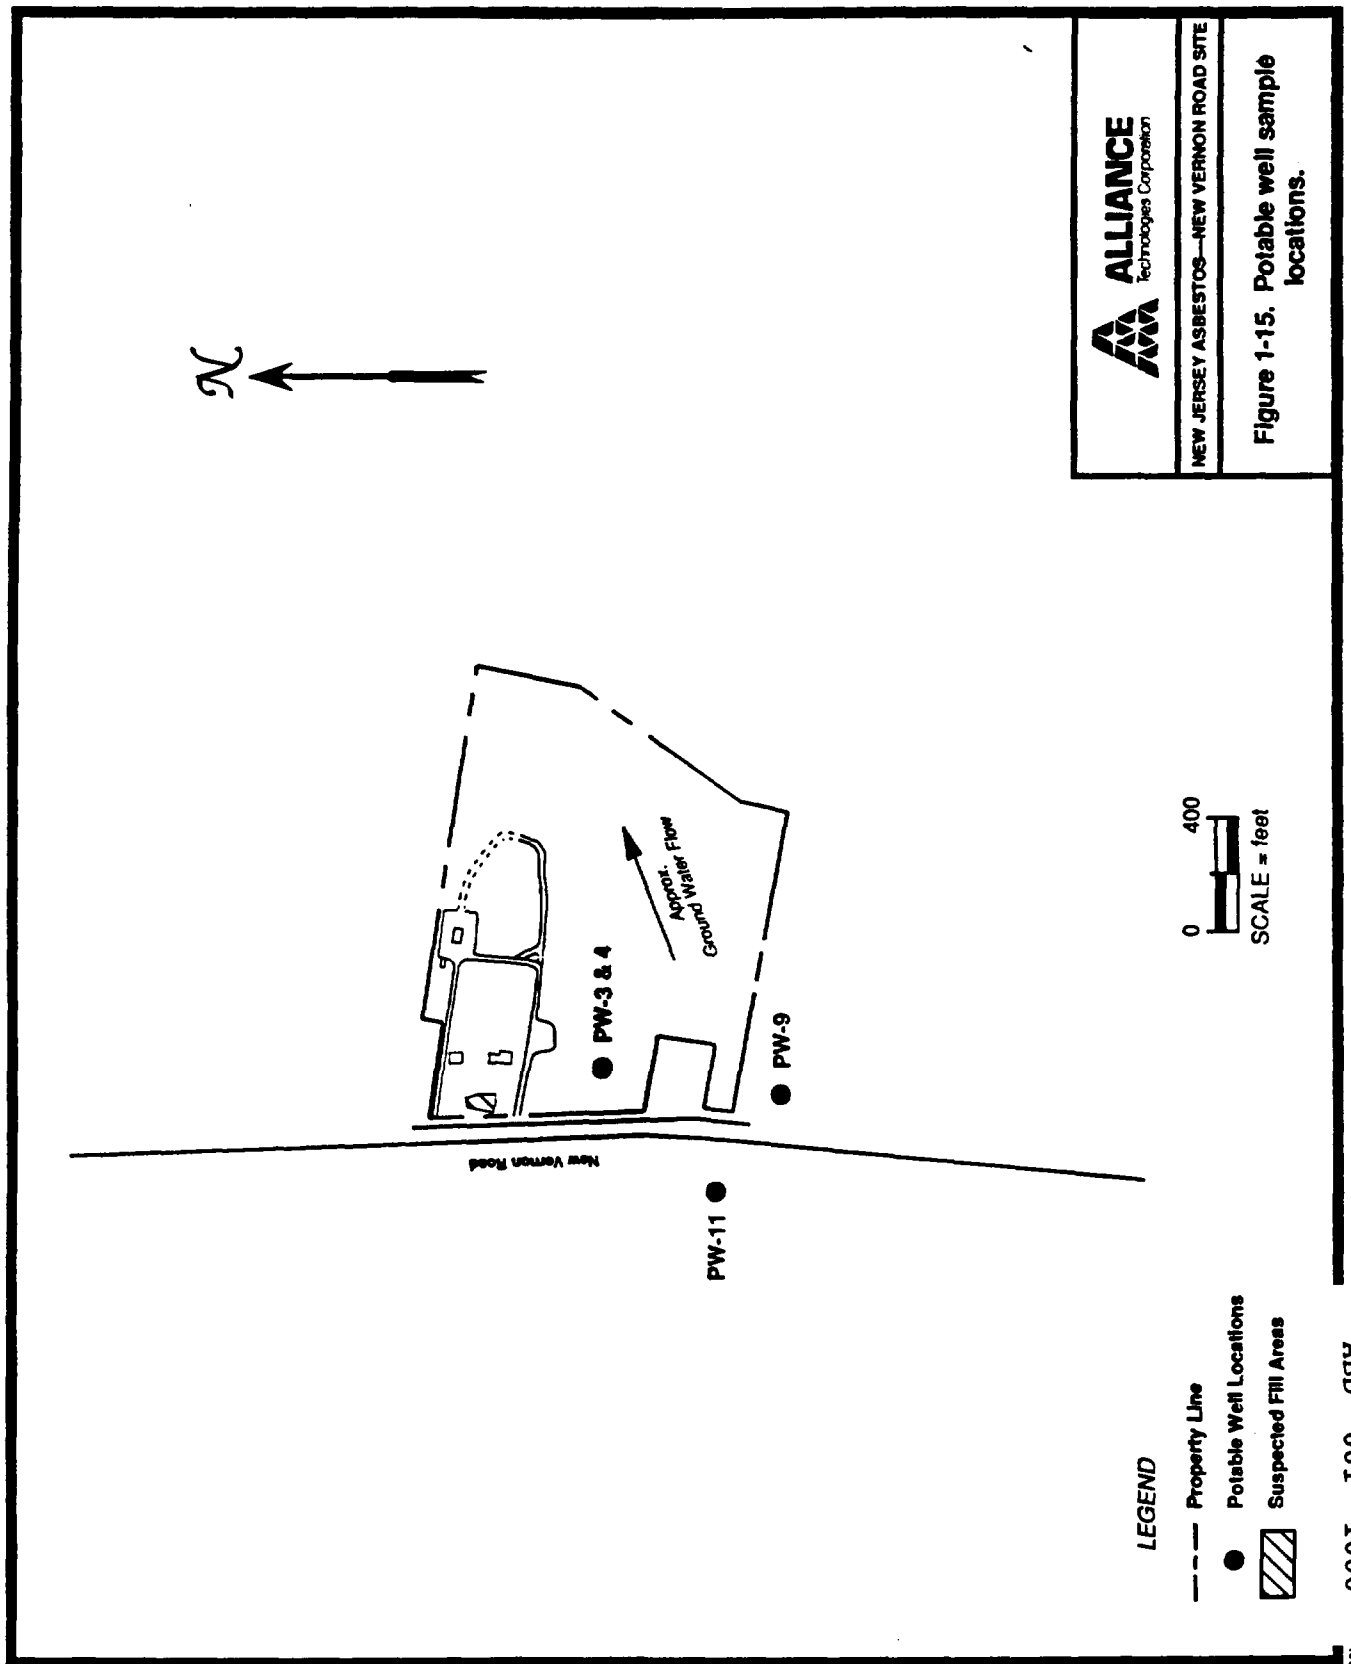 N
New Vernon Road
PW-3 & 4
Approx.
Ground Water Flow
PW-9
PW-11
LEGEND
Property Line
Potable Well Locations
Suspected Fill Areas
0 400
SCALE = feet
ALLIANCE
Technologies Corporation
NEW JERSEY ASBESTOS—NEW VERNON ROAD SITE
Figure 1-15. Potable well sample
locations.